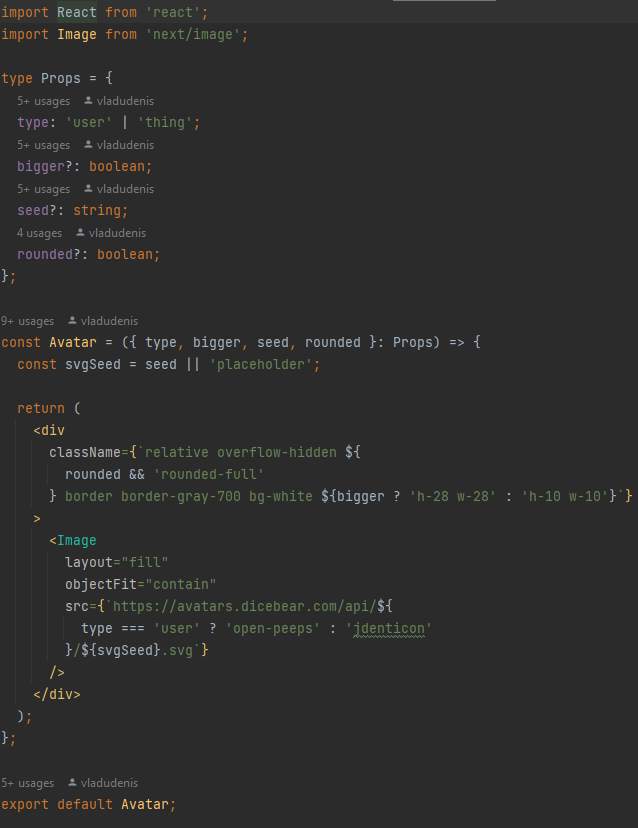 import React from 'react';
import Image from 'next/image';
type Props = {
5+ usages vladudenis
type: 'user' | 'thing';
5+ usages vladudenis
bigger?: boolean;
5+ usages vladudenis
seed?: string;
4 usages vladudenis
rounded?: boolean;
};
9+ usages vladudenis
const Avatar = ({ type, bigger, seed, rounded }: Props) => {
const svgSeed = seed || 'placeholder';
return (
<div
className={`relative overflow-hidden ${
rounded && 'rounded-full'
} border border-gray-700 bg-white ${bigger ? 'h-28 w-28' : 'h-10 w-10'}`}
>
<Image
layout="fill"
objectFit="contain"
src={`https://avatars.dicebear.com/api/${
type === 'user' ? 'open-peeps' : 'jdenticon'
}/${svgSeed}.svg`}
/>
</div>
);
};
5+ usages vladudenis
export default Avatar;